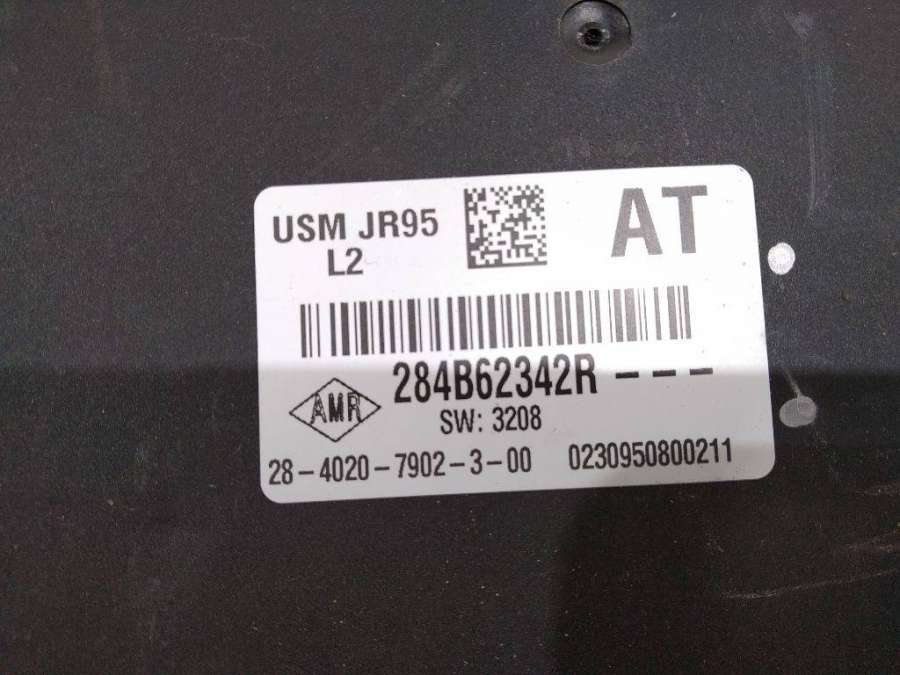 USM JR95
L2
AT
284B62342R ---
AMR
SW: 3208
28-4020-7902-3-00
0230950800211